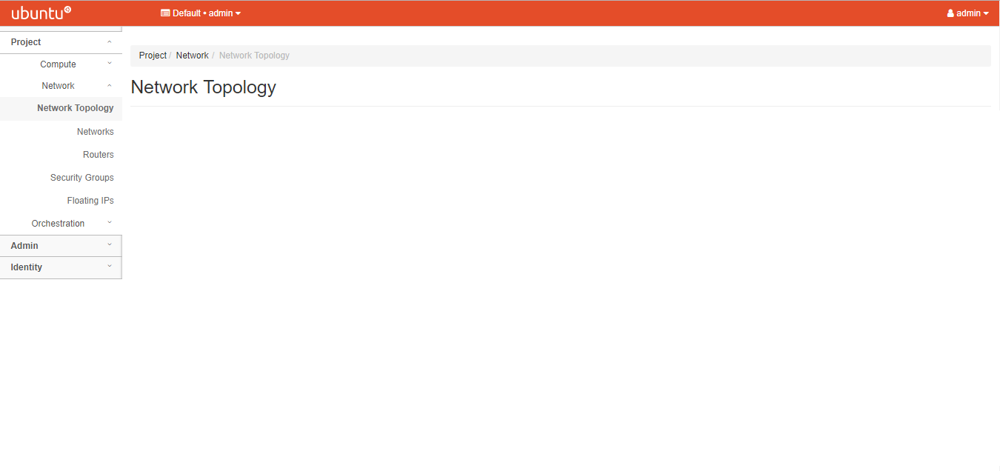 ubuntu
Default • admin
admin
Project
Compute
Network
Network Topology
Networks
Routers
Security Groups
Floating IPs
Orchestration
Admin
Identity
Project / Network / Network Topology
Network Topology